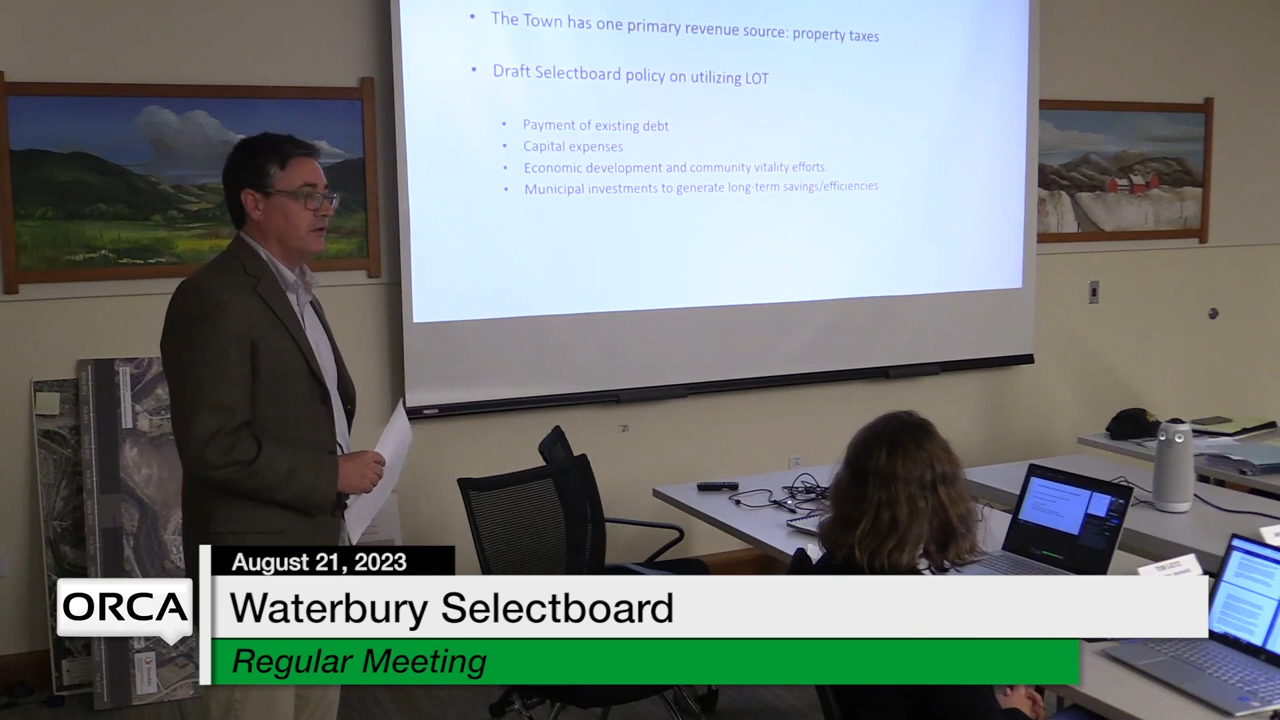 • The Town has one primary revenue source: property taxes
• Draft Selectboard policy on utilizing LOT
• Payment of existing debt
• Capital expenses
• Economic development and community vitality efforts.
• Municipal investments to generate long-term savings/efficiencies
August 21, 2023
ORCA
Waterbury Selectboard
Regular Meeting